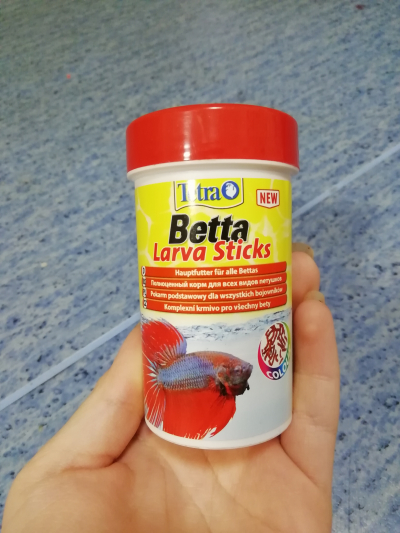 Tetra
NEW
Betta
Larva Sticks
Hauptfutter für alle Bettas
Полноценный корм для всех видов петушков
Pokarm podstawowy dla wszystkich bojowników
Komplexní krmivo pro všechny bety
COLOR